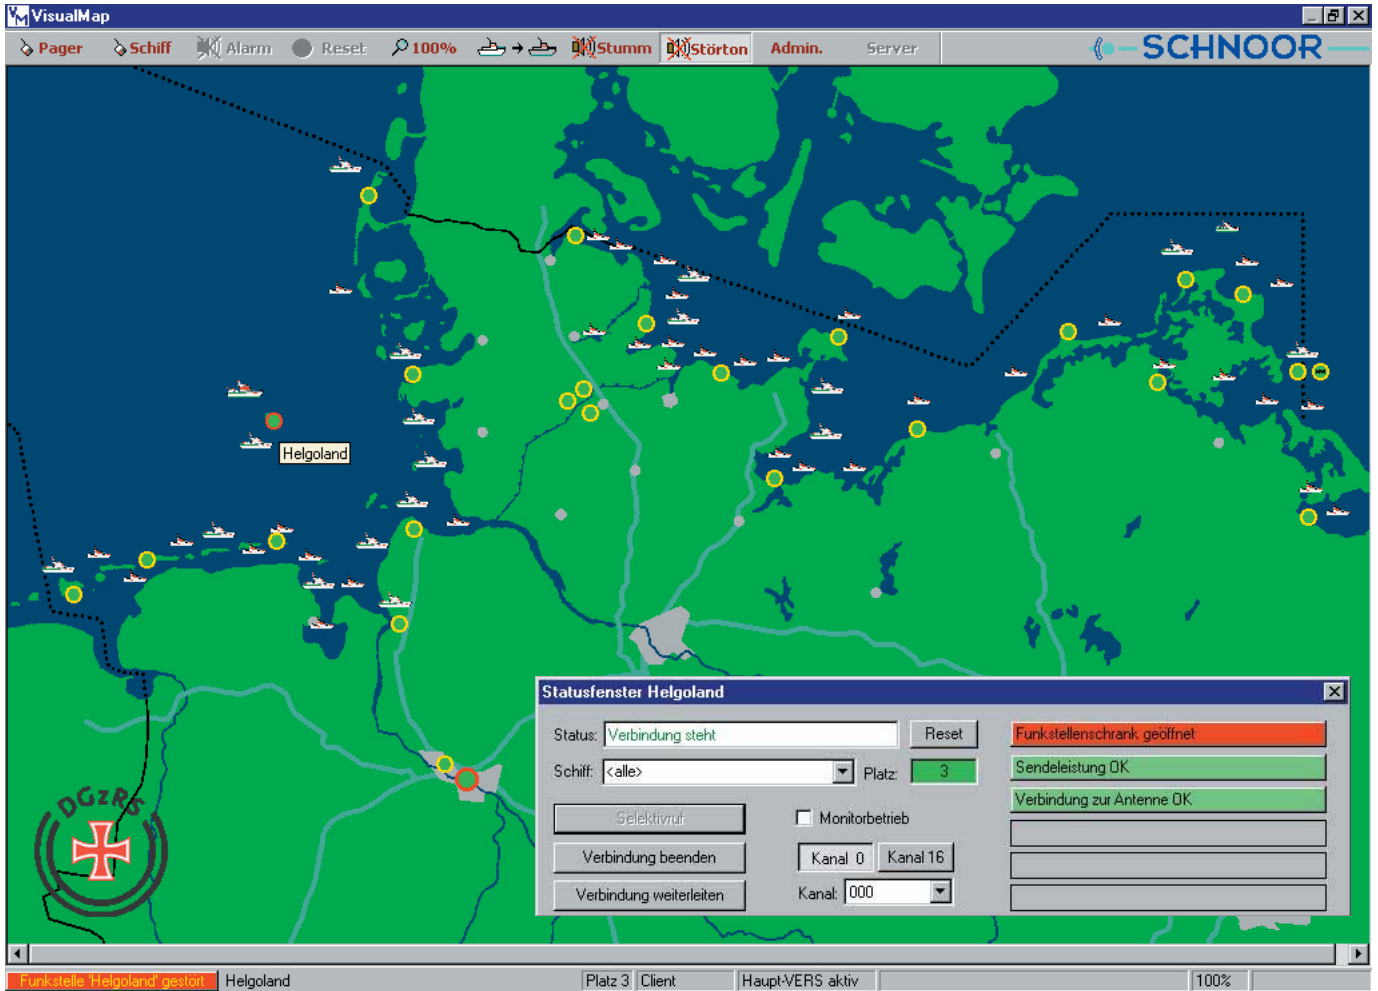 VM VisualMap
Pager Schiff Alarm Reset 100% Stumm Störton Admin. Server SCHNOOR
Helgoland
Statusfenster Helgoland
Status: Verbindung steht Reset Funkstellenschrank geöffnet
Schiff: <alle> Platz: 3 Sendeleistung OK
Verbindung zur Antenne OK
Selektivruf Monitorbetrieb
Verbindung beenden Kanal 0 Kanal 16
Verbindung weiterleiten Kanal: 000
DGzRS
Funkstelle 'Helgoland' gestört Helgoland Platz 3 Client Haupt-VERS aktiv 100%